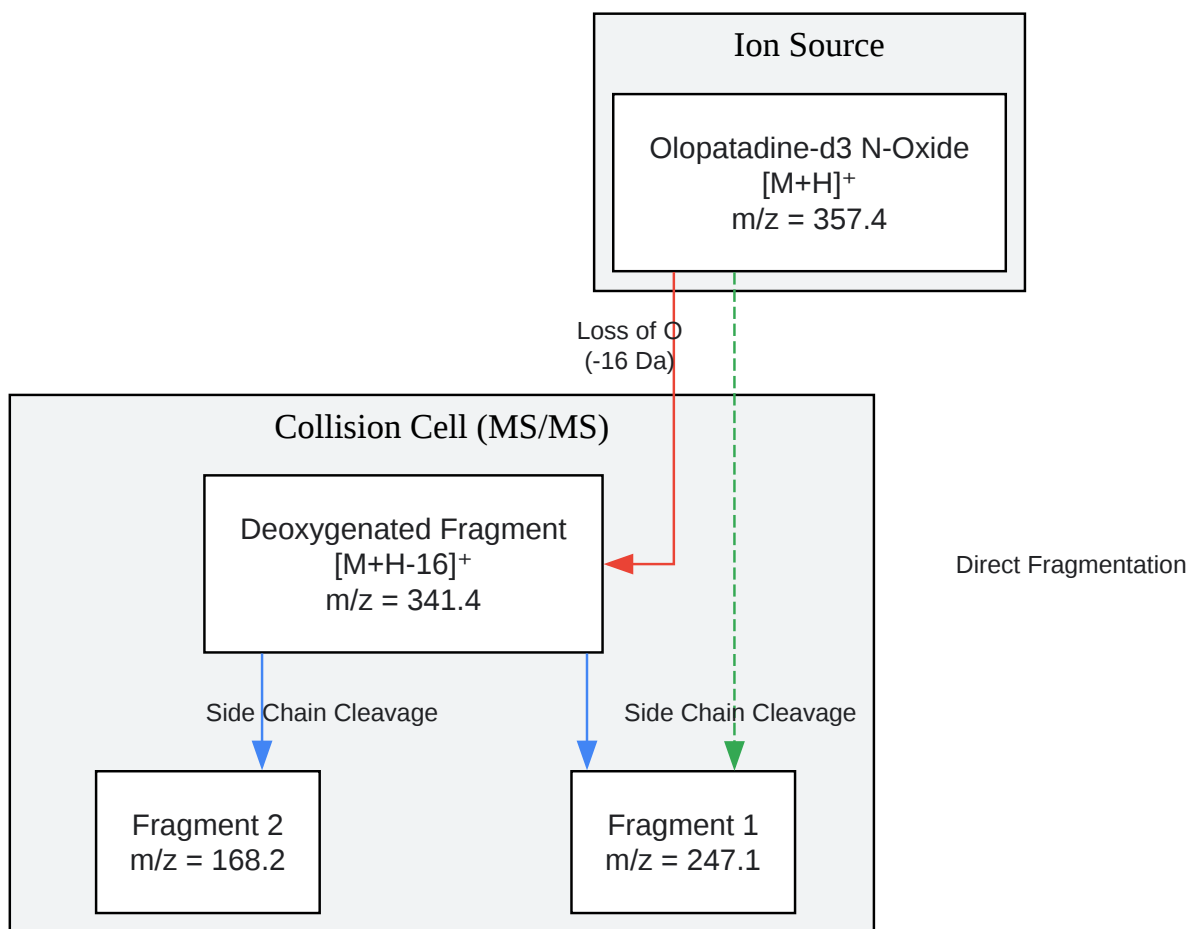 Ion Source
Olopatadine-d3 N-Oxide
[M+H]⁺
m/z = 357.4
Loss of O
(-16 Da)
Collision Cell (MS/MS)
Deoxygenated Fragment
[M+H-16]⁺
m/z = 341.4
Direct Fragmentation
Side Chain Cleavage
Side Chain Cleavage
Fragment 2
m/z = 168.2
Fragment 1
m/z = 247.1